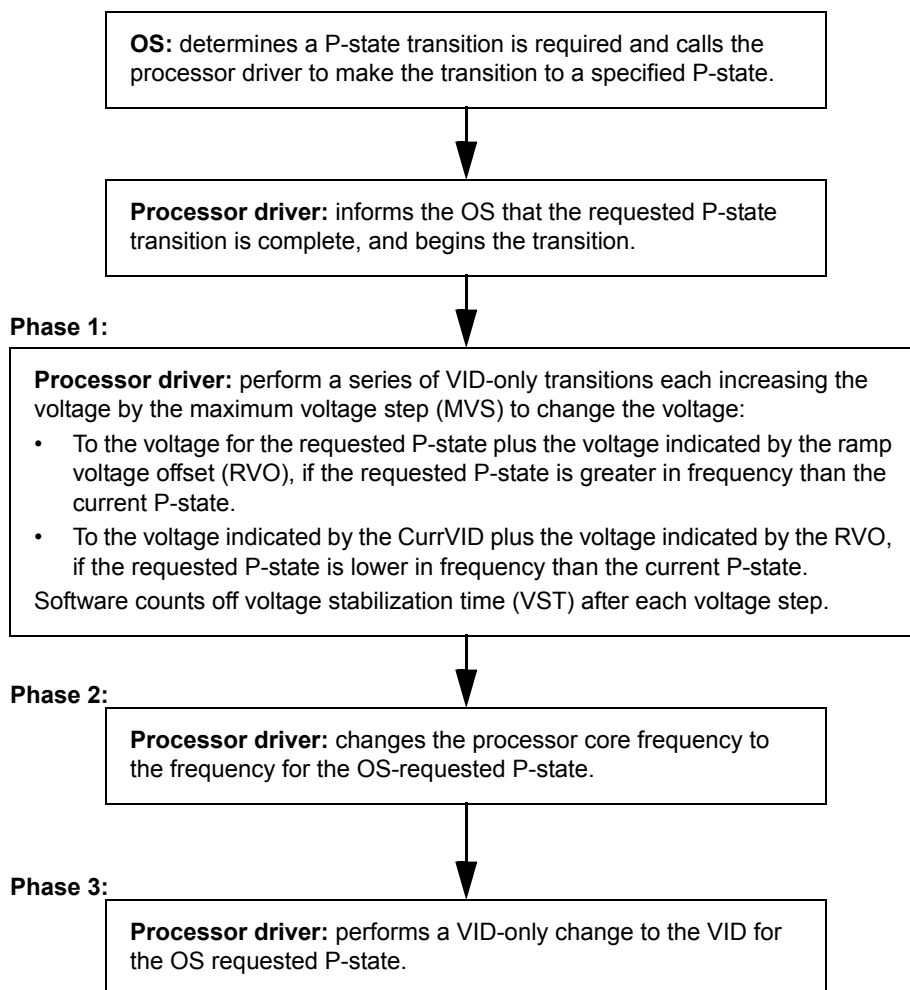 OS: determines a P-state transition is required and calls the
processor driver to make the transition to a specified P-state.
Processor driver: informs the OS that the requested P-state
transition is complete, and begins the transition.
Phase 1:
Processor driver: perform a series of VID-only transitions each increasing the
voltage by the maximum voltage step (MVS) to change the voltage:
• To the voltage for the requested P-state plus the voltage indicated by the ramp
voltage offset (RVO), if the requested P-state is greater in frequency than the
current P-state.
• To the voltage indicated by the CurrVID plus the voltage indicated by the RVO,
if the requested P-state is lower in frequency than the current P-state.
Software counts off voltage stabilization time (VST) after each voltage step.
Phase 2:
Processor driver: changes the processor core frequency to
the frequency for the OS-requested P-state.
Phase 3:
Processor driver: performs a VID-only change to the VID for
the OS requested P-state.